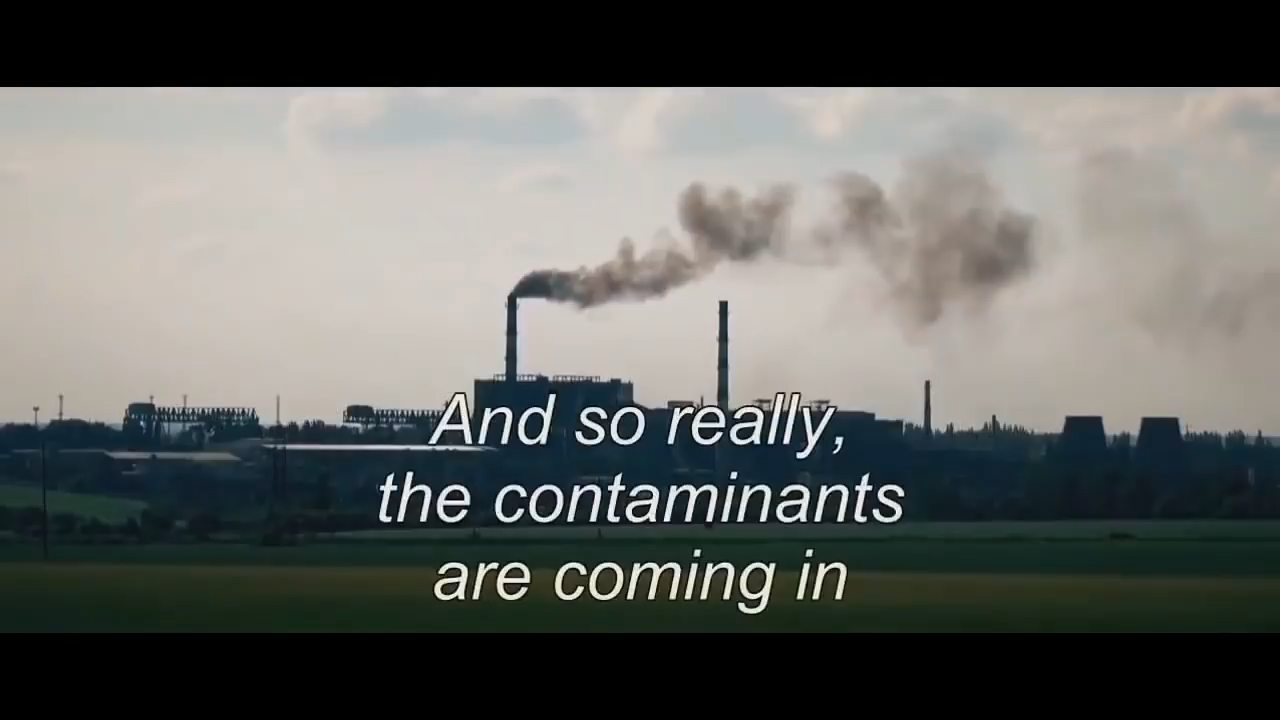 And so really,
the contaminants
are coming in